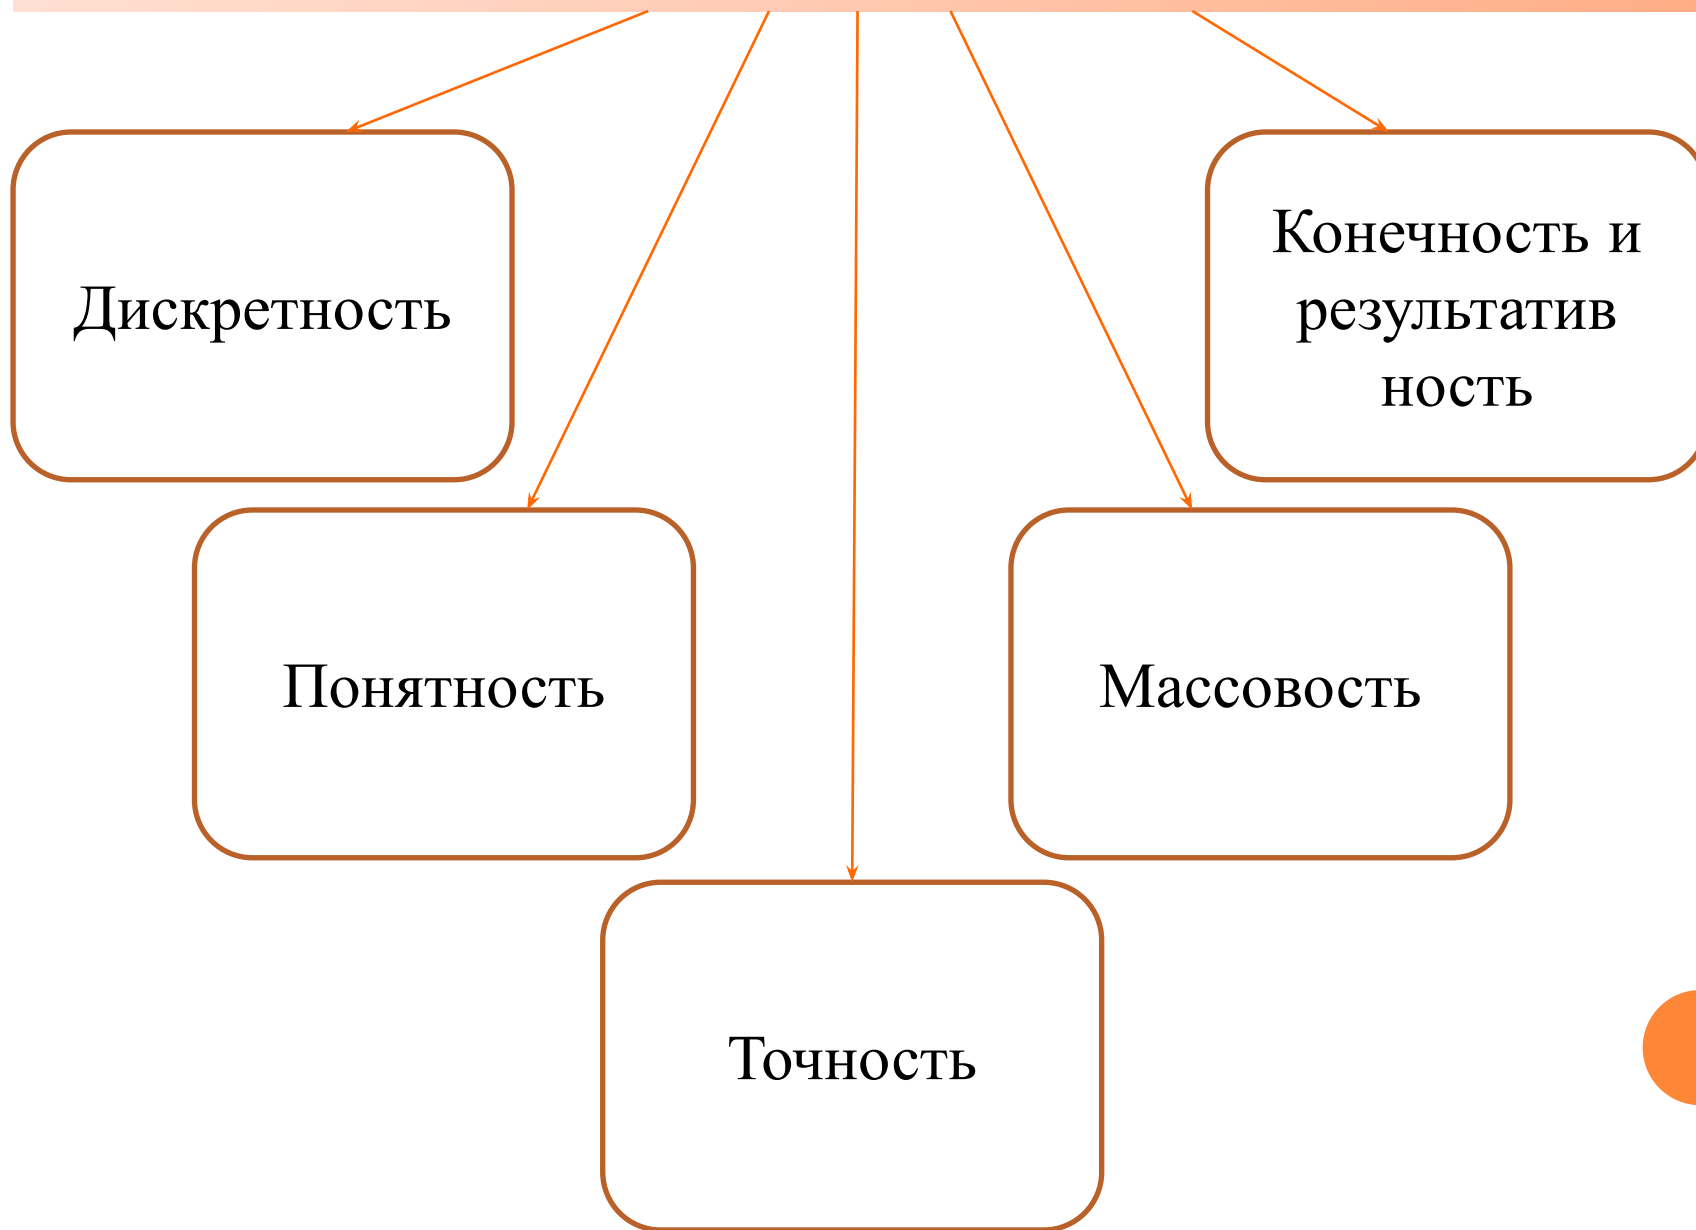 Дискретность
Конечность и
результатив
ность
Понятность
Массовость
Точность